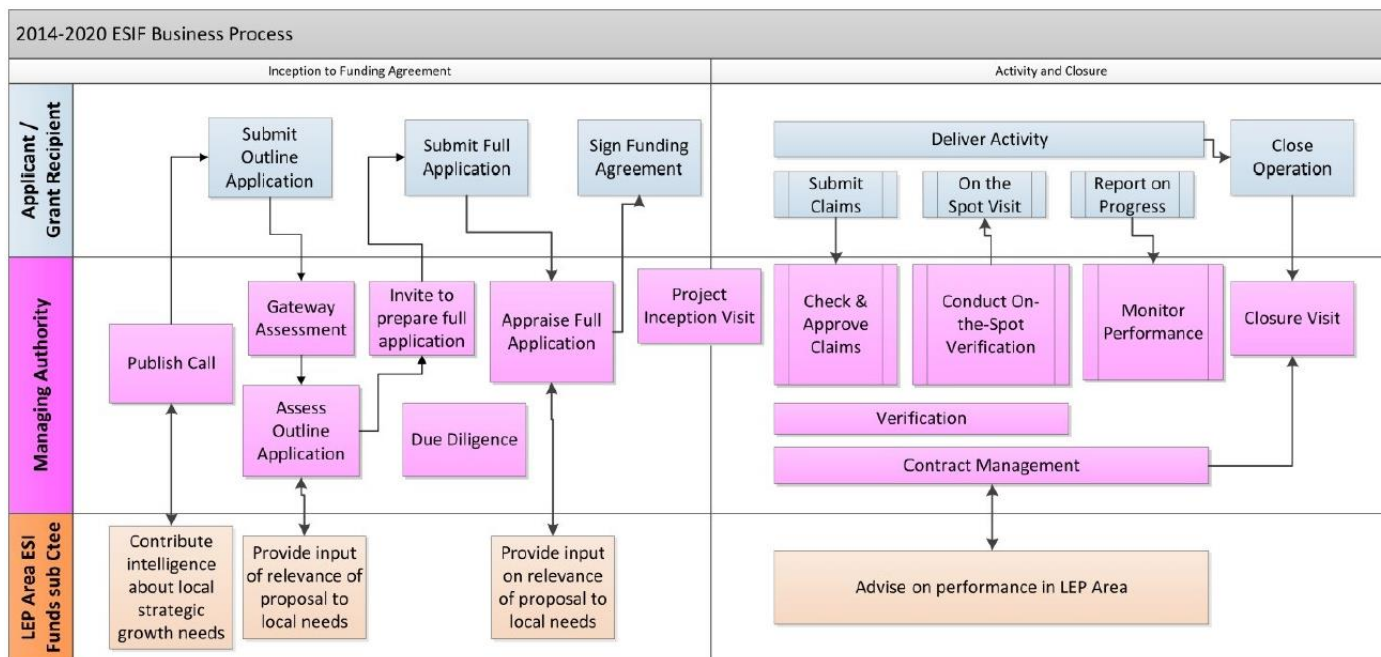 2014-2020 ESIF Business Process
Inception to Funding Agreement
Activity and Closure
Applicant /
Grant Recipient
Submit
Outline
Application
Submit Full
Application
Sign Funding
Agreement
Deliver Activity
Close
Operation
Submit
Claims
On the
Spot Visit
Report on
Progress
Managing Authority
Publish Call
Gateway
Assessment
Invite to
prepare full
application
Assess
Outline
Application
Due Diligence
Appraise Full
Application
Project
Inception Visit
Check &
Approve
Claims
Conduct On-
the-Spot
Verification
Monitor
Performance
Closure Visit
Verification
Contract Management
LEP Area ESI
Funds sub Ctee
Contribute
intelligence
about local
strategic
growth needs
Provide input
of relevance of
proposal to
local needs
Provide input
on relevance
of proposal to
local needs
Advise on performance in LEP Area